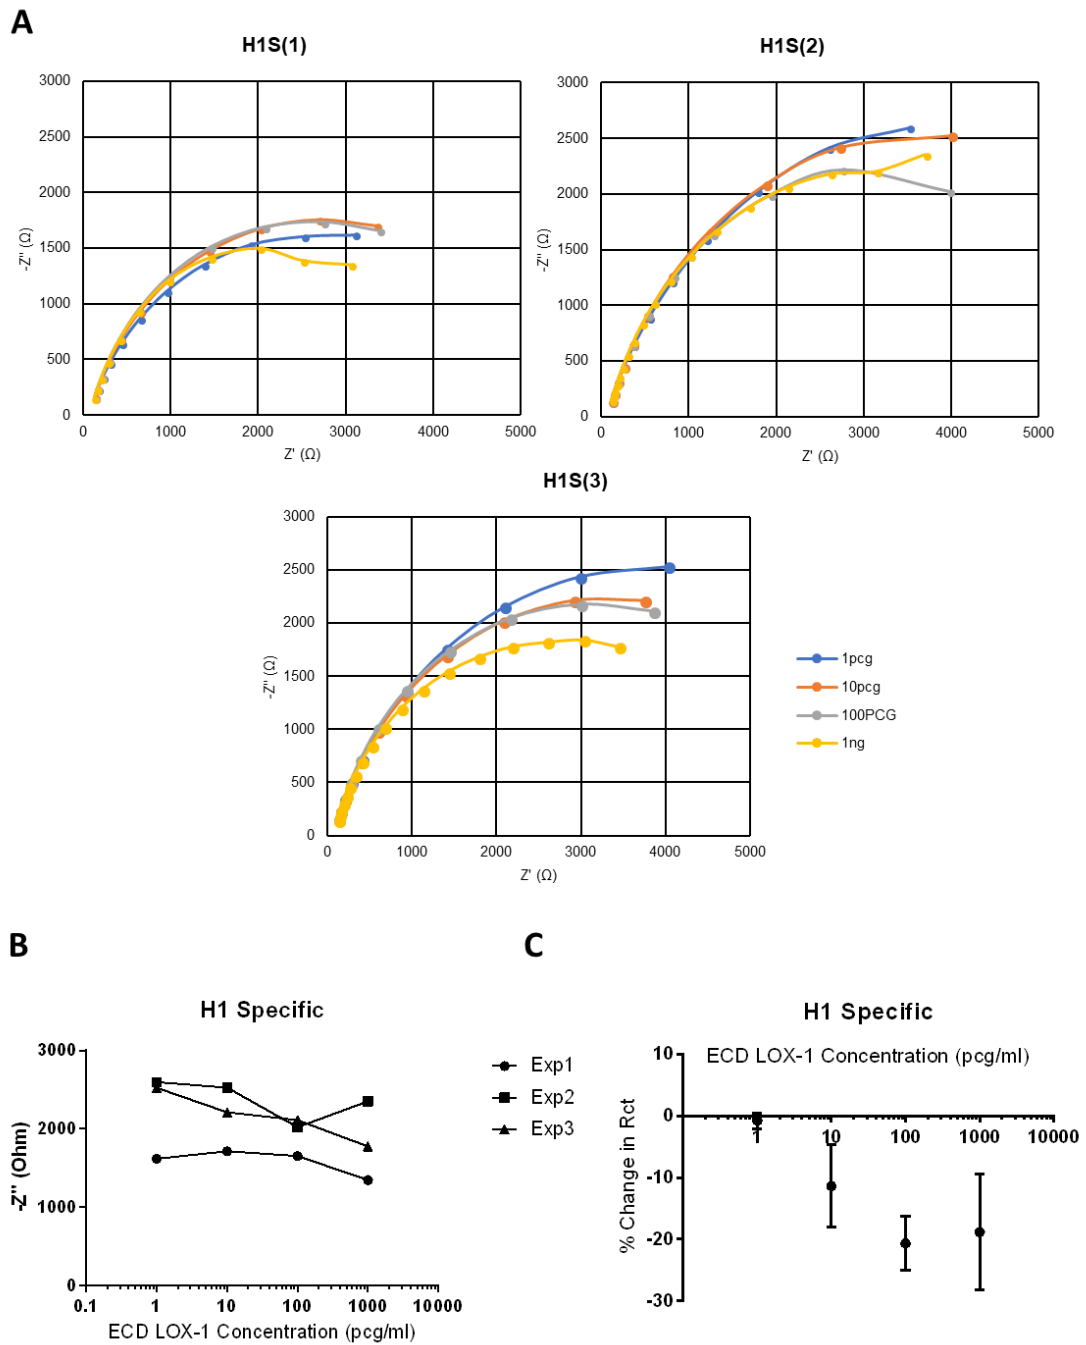 A
H1S(1)
3000
2500
2000
1500
1000
500
0
-Z" (Ω)
0 1000 2000 3000 4000 5000
Z' (Ω)
H1S(2)
3000
2500
2000
1500
1000
500
0
-Z" (Ω)
0 1000 2000 3000 4000 5000
Z' (Ω)
H1S(3)
3000
2500
2000
1500
1000
500
0
-Z" (Ω)
0 1000 2000 3000 4000 5000
Z' (Ω)
1pcg
10pcg
100PCG
1ng
B
H1 Specific
3000
2000
1000
0
-Z" (Ohm)
0.1 1 10 100 1000 10000
ECD LOX-1 Concentration (pcg/ml)
Exp1
Exp2
Exp3
C
H1 Specific
ECD LOX-1 Concentration (pcg/ml)
10
0
-10
-20
-30
% Change in Rct
1 10 100 1000 10000